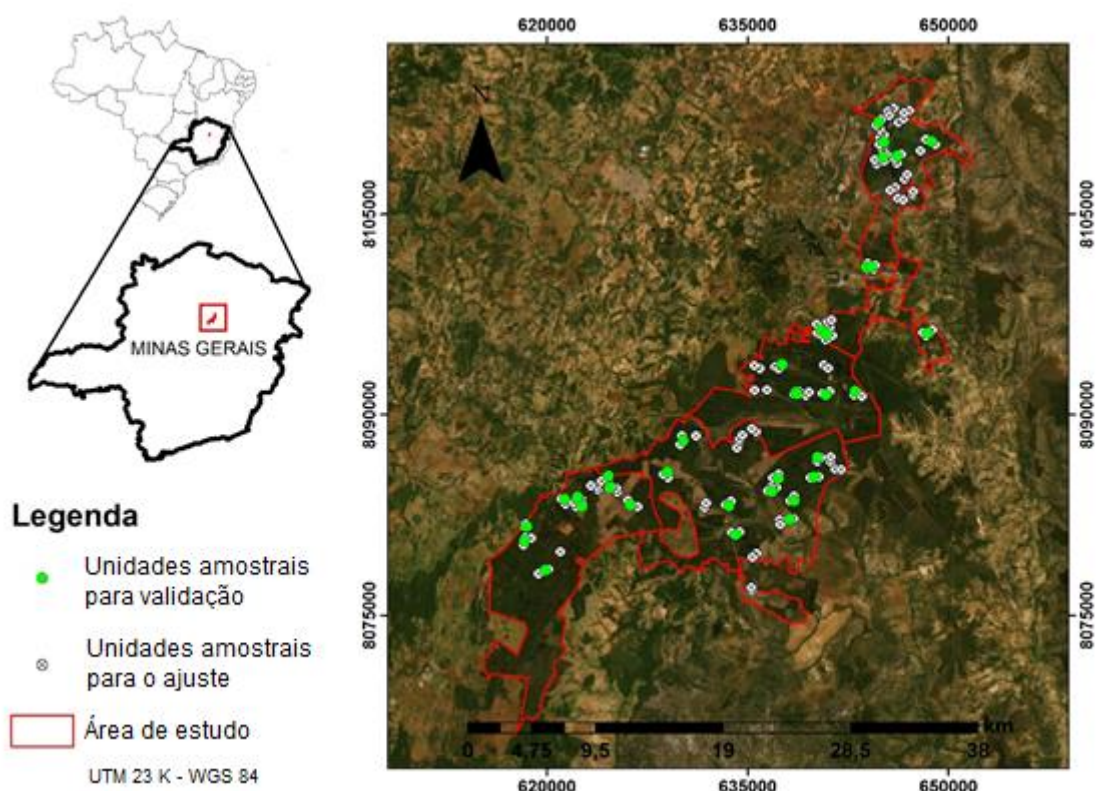 MINAS GERAIS
Legenda
Unidades amostrais
para validação
Unidades amostrais
para o ajuste
Área de estudo
UTM 23 K - WGS 84
620000 635000 650000
N
8105000 8105000
8090000 8090000
8075000 8075000
km
0 4,75 9,5 19 28,5 38
620000 635000 650000